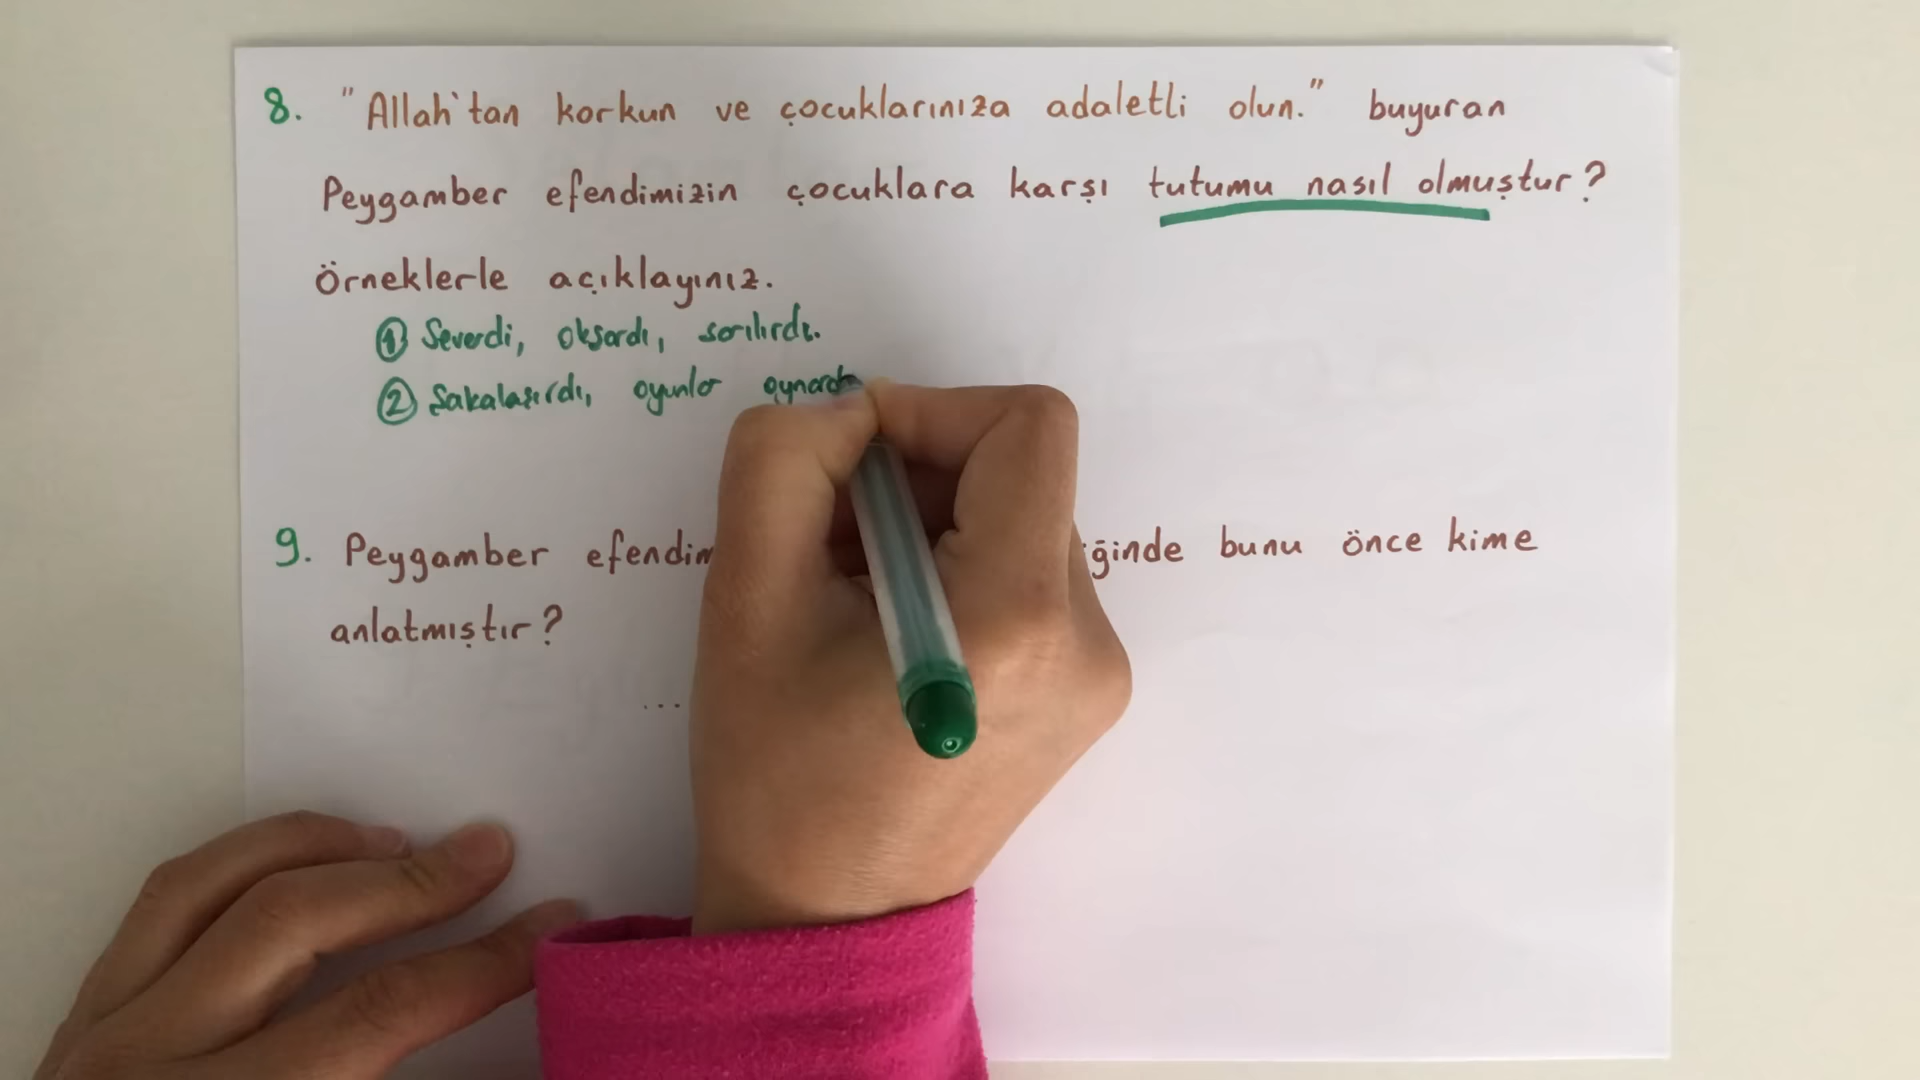 8. "Allah'tan korkun ve çocuklarınıza adaletli olun." buyuran
Peygamber efendimizin çocuklara karşı tutumu nasıl olmuştur?
Örneklerle açıklayınız.
① Severdi, okşardı, sarılırdı.
② Şakalaşırdı, oyunlar oynardı
9. Peygamber efendim ğinde bunu önce kime
anlatmıştır?
...